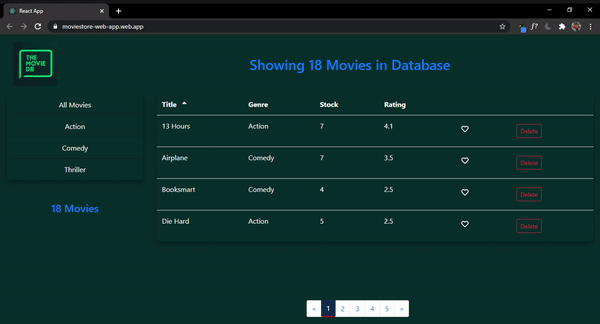 React App
moviestore-web-app.web.app
THE
MOVIE
DB
Showing 18 Movies in Database
All Movies
Action
Comedy
Thriller
18 Movies
Title Genre Stock Rating
13 Hours Action 7 4.1 Delete
Airplane Comedy 7 3.5 Delete
Booksmart Comedy 4 2.5 Delete
Die Hard Action 5 2.5 Delete
« 1 2 3 4 5 »